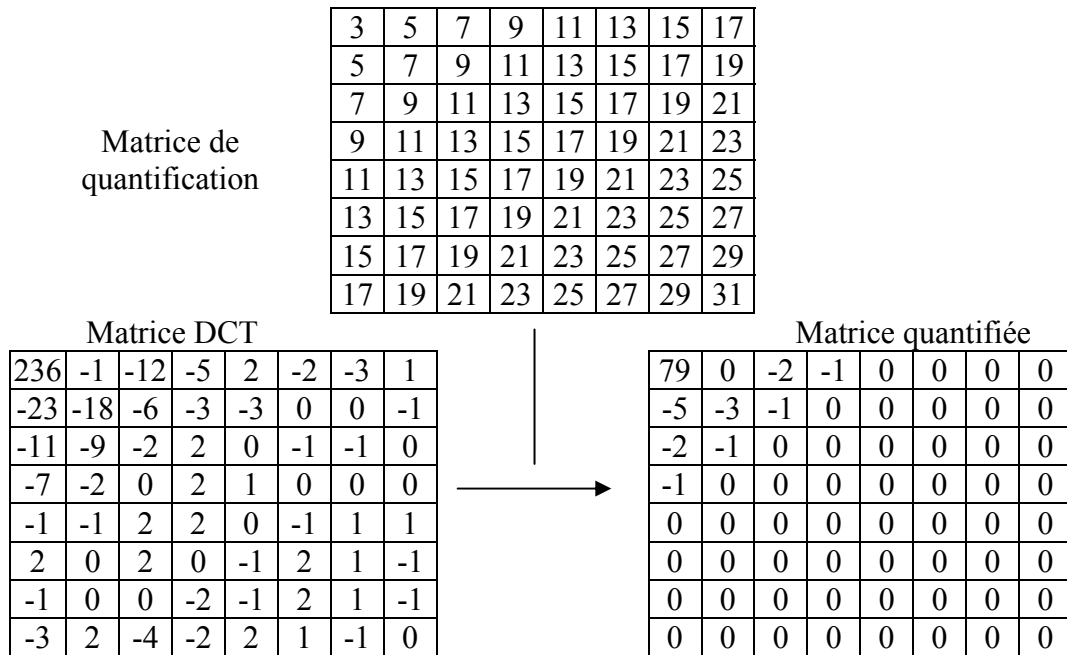 3 5 7 9 11 13 15 17
5 7 9 11 13 15 17 19
7 9 11 13 15 17 19 21
9 11 13 15 17 19 21 23
11 13 15 17 19 21 23 25
13 15 17 19 21 23 25 27
15 17 19 21 23 25 27 29
17 19 21 23 25 27 29 31
Matrice de
quantification
Matrice DCT
236 -1 -12 -5 2 -2 -3 1
-23 -18 -6 -3 -3 0 0 -1
-11 -9 -2 2 0 -1 -1 0
-7 -2 0 2 1 0 0 0
-1 -1 2 2 0 -1 1 1
2 0 2 0 -1 2 1 -1
-1 0 0 -2 -1 2 1 -1
-3 2 -4 -2 2 1 -1 0
Matrice quantifiée
79 0 -2 -1 0 0 0 0
-5 -3 -1 0 0 0 0 0
-2 -1 0 0 0 0 0 0
-1 0 0 0 0 0 0 0
0 0 0 0 0 0 0 0
0 0 0 0 0 0 0 0
0 0 0 0 0 0 0 0
0 0 0 0 0 0 0 0